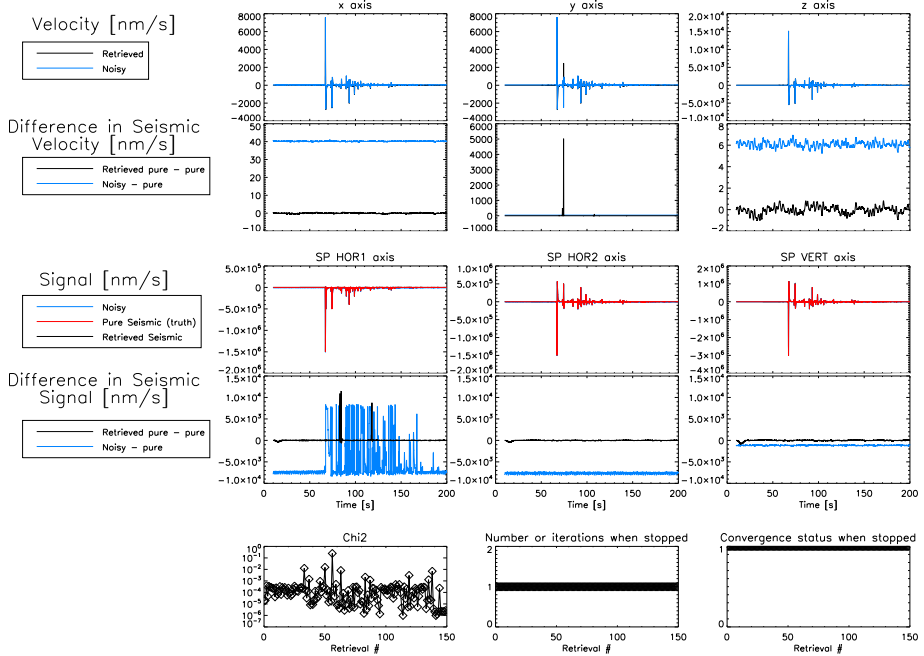 x axis y axis z axis
Velocity [nm/s]
Retrieved
Noisy
8000 8000 2.0×10⁴
6000 6000 1.5×10⁴
4000 4000 1.0×10⁴
2000 2000 5.0×10³
0 0 0
−2000 −2000 −5.0×10³
−4000 −4000 −1.0×10⁴
Difference in Seismic
Velocity [nm/s]
Retrieved pure − pure
Noisy − pure
50 6000 8
40 5000 6
30 4000 4
20 3000 2
10 2000 0
0 1000 −2
−10 0
−1000
SP HOR1 axis SP HOR2 axis SP VERT axis
Signal [nm/s]
Noisy
Pure Seismic (truth)
Retrieved Seismic
5.0×10⁵ 1.0×10⁶ 2×10⁶
0 5.0×10⁵ 1×10⁶
−5.0×10⁵ 0 0
−1.0×10⁶ −5.0×10⁵ −1×10⁶
−1.5×10⁶ −1.0×10⁶ −2×10⁶
−2.0×10⁶ −1.5×10⁶ −3×10⁶
−2.0×10⁶ −4×10⁶
Difference in Seismic
Signal [nm/s]
Retrieved pure − pure
Noisy − pure
1.5×10⁴ 1.5×10⁴ 1.5×10⁴
1.0×10⁴ 1.0×10⁴ 1.0×10⁴
5.0×10³ 5.0×10³ 5.0×10³
0 0 0
−5.0×10³ −5.0×10³ −5.0×10³
−1.0×10⁴ −1.0×10⁴ −1.0×10⁴
0 50 100 150 200 0 50 100 150 200 0 50 100 150 200
Time [s] Time [s] Time [s]
Chi2 Number or iterations when stopped Convergence status when stopped
10⁰ 2 1
10⁻¹
10⁻²
10⁻³
10⁻⁴ 1
10⁻⁵
10⁻⁶
10⁻⁷ 0 0
0 50 100 150 0 50 100 150 0 50 100 150
Retrieval # Retrieval # Retrieval #